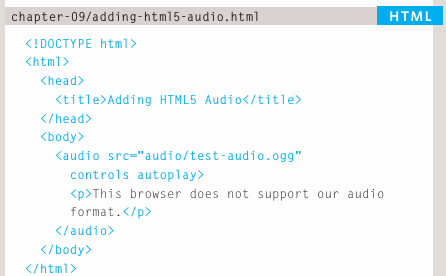 chapter-09/adding-html5-audio.html HTML
<!DOCTYPE html>
<html>
<head>
<title>Adding HTML5 Audio</title>
</head>
<body>
<audio src="audio/test-audio.ogg"
controls autoplay>
<p>This browser does not support our audio
format.</p>
</audio>
</body>
</html>